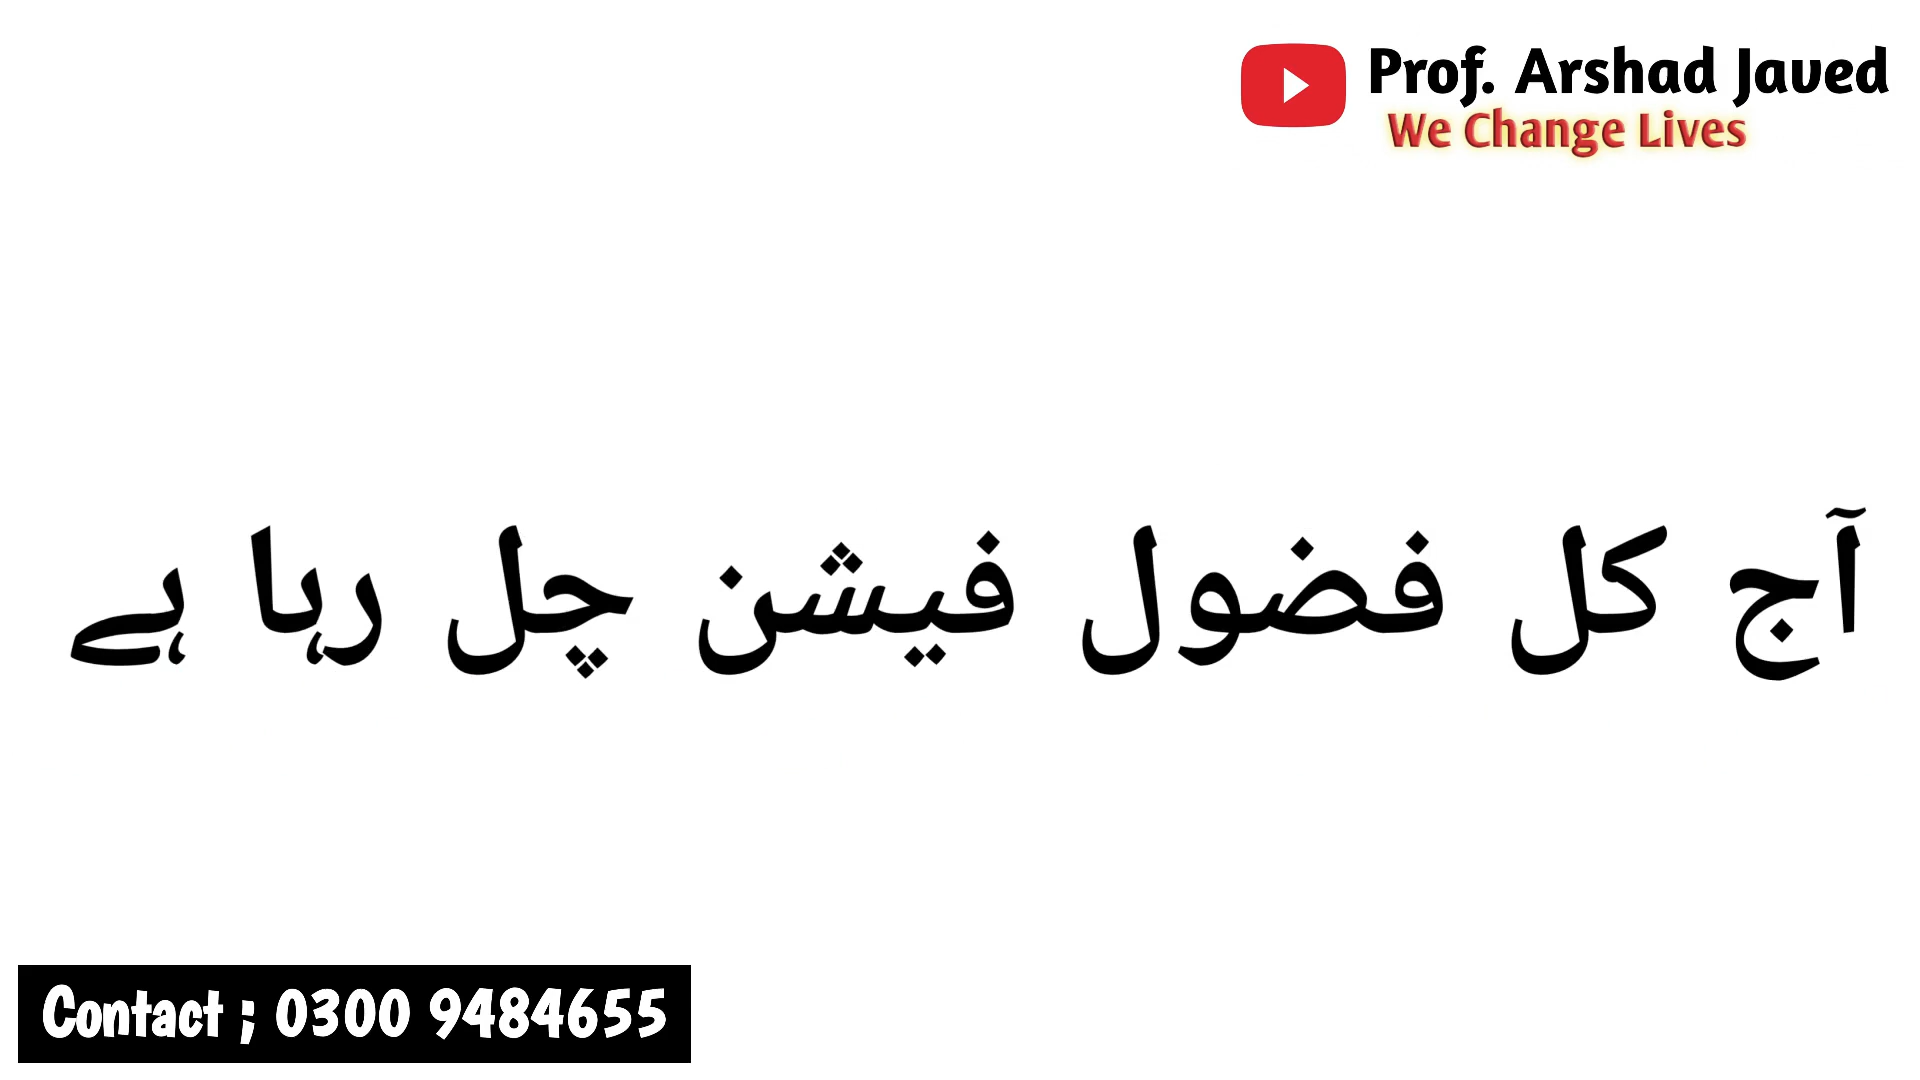 Prof. Arshad Javed
We Change Lives
آج کل فضول فیشن چل رہا ہے
Contact ; 0300 9484655